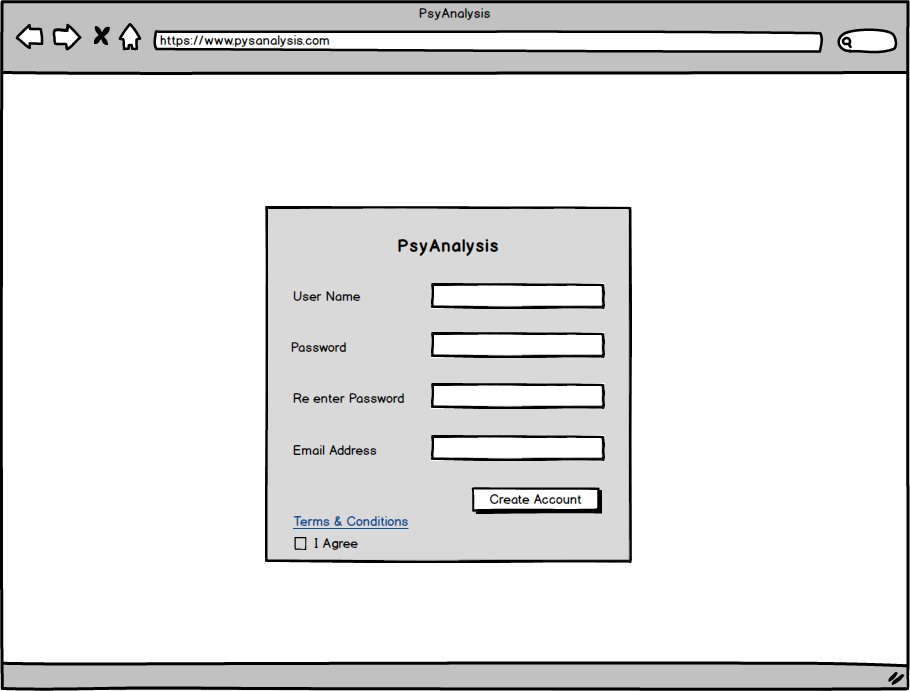 PsyAnalysis
https://www.pysanalysis.com
PsyAnalysis
User Name
Password
Re enter Password
Email Address
Create Account
Terms & Conditions
I Agree